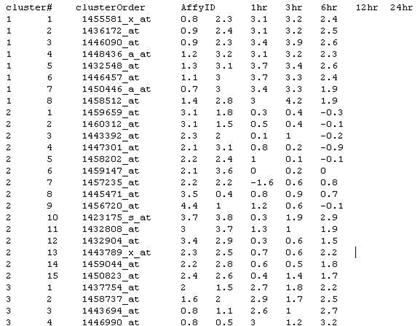 cluster# clusterOrder AffyID 1hr 3hr 6hr 12hr 24hr
1 1 1455581_x_at 0.8 2.3 3.1 3.2 2.4
1 2 1436172_at 0.9 2.4 3.1 3.2 2.5
1 3 1446090_at 0.9 2.3 3.4 3.9 2.6
1 4 1448436_a_at 1.2 3.2 3.1 3.2 2.3
1 5 1432548_at 1.3 3.1 3.7 3.4 2.6
1 6 1446457_at 1.1 3 3.7 3.3 2.4
1 7 1450446_a_at 0.7 3 3.4 3.3 1.9
1 8 1458512_at 1.4 2.8 3 4.2 1.9
2 1 1459659_at 3.1 1.8 0.3 0.4 -0.3
2 2 1460312_at 3.1 1.5 0.5 0.4 -0.1
2 3 1443392_at 2.3 2 0.1 1 -0.2
2 4 1447301_at 2.1 3.1 0.8 0.2 -0.9
2 5 1458202_at 2.2 2.4 1 0.1 -0.1
2 6 1459147_at 2.1 3.6 0 0.2 0
2 7 1457235_at 2.2 2.2 -1.6 0.6 0.8
2 8 1445471_at 3.5 0.4 0.8 0.9 0.7
2 9 1456720_at 4.4 1 1.2 0.6 -0.1
2 10 1423175_s_at 3.7 3.8 0.3 1.9 2.9
2 11 1432808_at 3 3.7 1.3 1 1.9
2 12 1432904_at 3.4 2.9 0.3 0.6 1.5
2 13 1443789_x_at 2.3 2.5 0.7 0.6 2.2
2 14 1459044_at 2.2 2.8 0.6 0.5 1.8
2 15 1450823_at 2.4 2.6 0.4 1.4 1.7
3 1 1437754_at 2 1.5 2.7 1.8 2.2
3 2 1458737_at 1.6 2 2.9 1.7 2.5
3 3 1443694_at 0.8 1.1 2.6 1 2.7
3 4 1446990_at 0.8 0.5 3 1.2 3.2